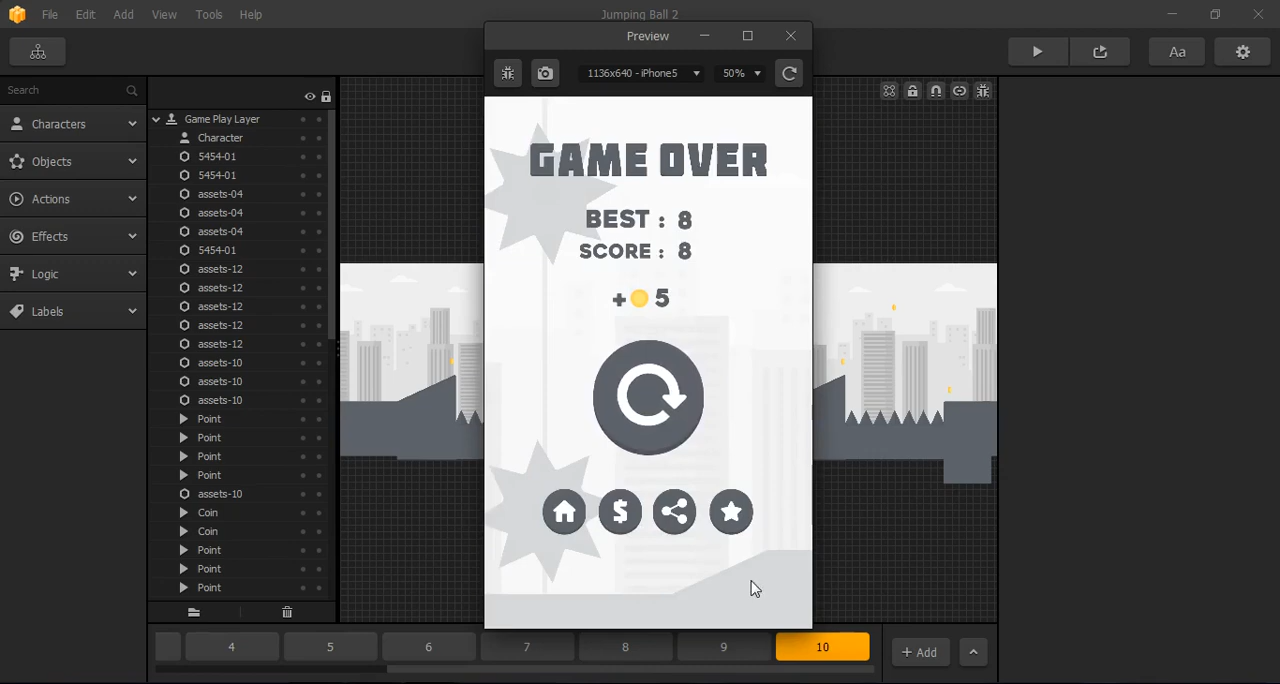 File Edit Add View Tools Help
Jumping Ball 2
Preview
1136x640 - iPhone5
50%
Aa
Search
Characters
Objects
Actions
Effects
Logic
Labels
Game Play Layer
Character
5454-01
5454-01
assets-04
assets-04
assets-04
5454-01
assets-12
assets-12
assets-12
assets-12
assets-12
assets-10
assets-10
assets-10
Point
Point
Point
Point
assets-10
Coin
Coin
Point
Point
Point
GAME OVER
BEST : 8
SCORE : 8
+ 5
$
4 5 6 7 8 9 10
+ Add